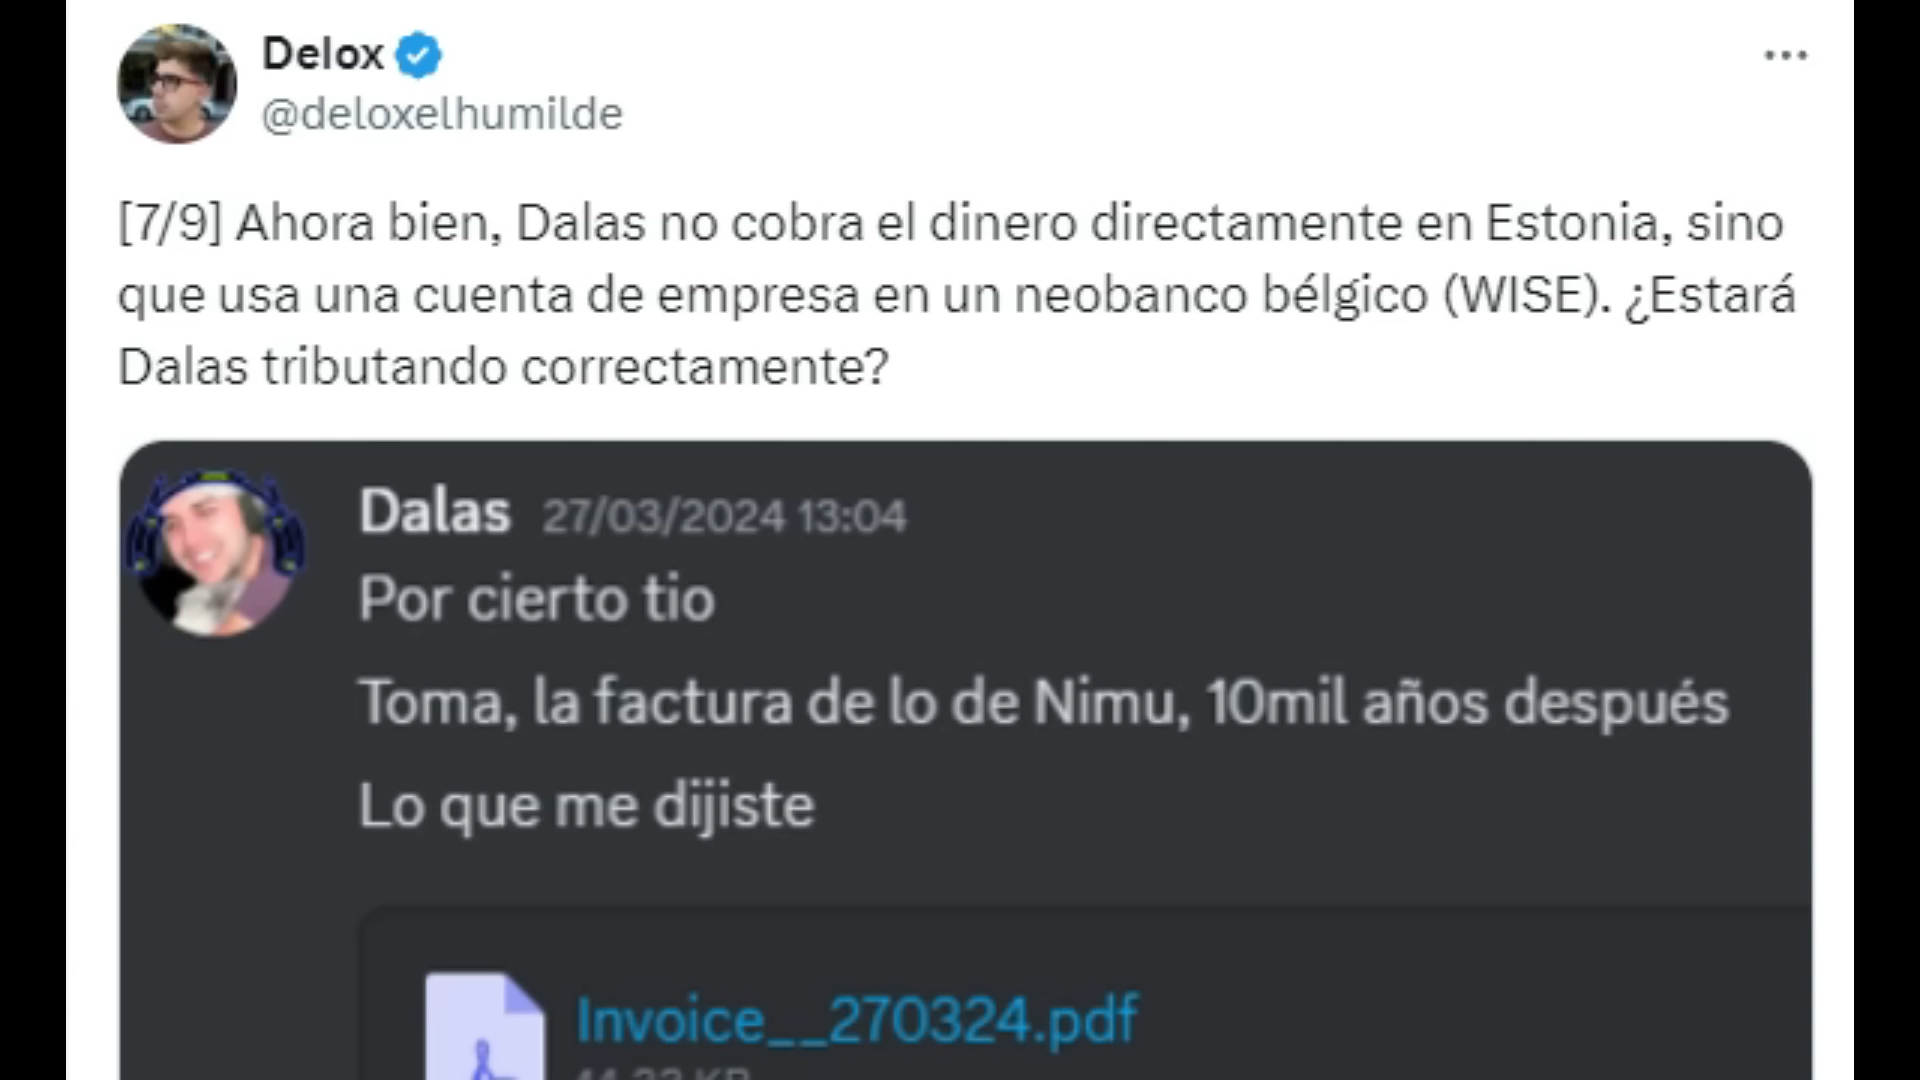 Delox
@deloxelhumilde
[7/9] Ahora bien, Dalas no cobra el dinero directamente en Estonia, sino
que usa una cuenta de empresa en un neobanco bélgico (WISE). ¿Estará
Dalas tributando correctamente?
Dalas 27/03/2024 13:04
Por cierto tio
Toma, la factura de lo de Nimu, 10mil años después
Lo que me dijiste
Invoice__270324.pdf